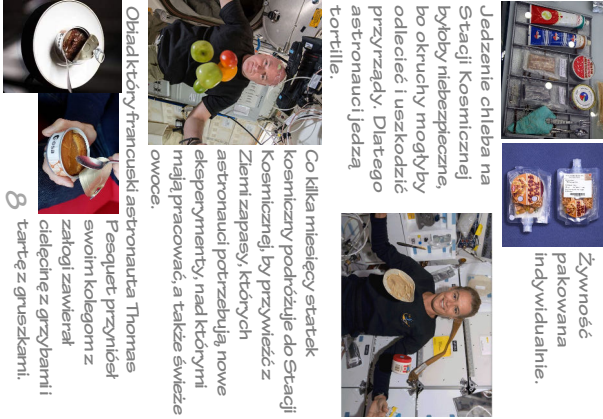 Żywność
pakowana
indywidualnie.
Jedzenie chleba na
Stacji Kosmicznej
byłoby niebezpieczne,
bo okruchy mogłyby
odlecieć i uszkodzić
przyrządy. Dlatego
astronauci jedzą
tortille.
Co kilka miesięcy statek
kosmiczny podróżuje do Stacji
Kosmicznej, by przywieźć z
Ziemi zapasy, których
astronauci potrzebują, nowe
eksperymenty, nad którymi
mają pracować, a także świeże
owoce.
Obiad który francuski astronauta Thomas
Pesquet przyniósł
swoim kolegom z
załogi zawierał
cielęcinę z grzybami i
tartę z gruszkami.
8